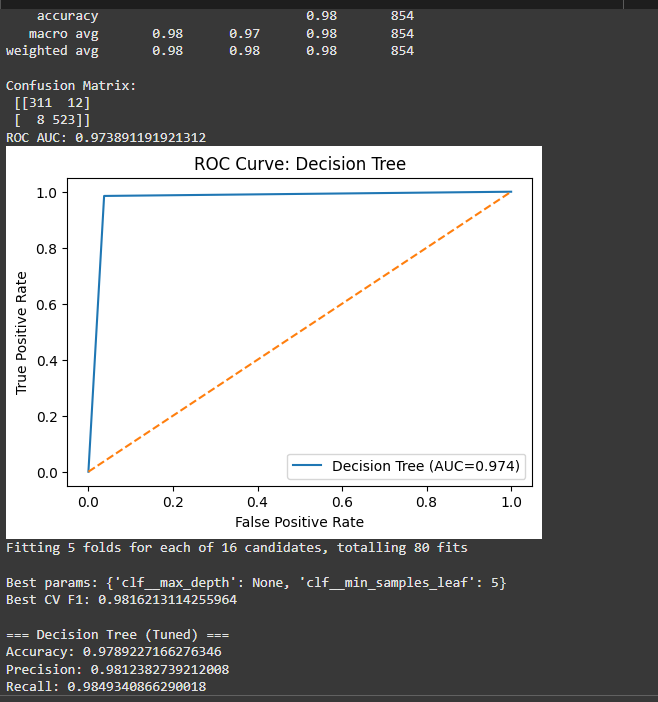 accuracy                           0.98       854
macro avg       0.98      0.97      0.98       854
weighted avg       0.98      0.98      0.98       854
Confusion Matrix:
[[311  12]
[  8 523]]
ROC AUC: 0.973891191921312
ROC Curve: Decision Tree
1.0
0.8
0.6
0.4
0.2
0.0
True Positive Rate
Decision Tree (AUC=0.974)
0.0 0.2 0.4 0.6 0.8 1.0
False Positive Rate
Fitting 5 folds for each of 16 candidates, totalling 80 fits
Best params: {'clf__max_depth': None, 'clf__min_samples_leaf': 5}
Best CV F1: 0.9816213114255964
=== Decision Tree (Tuned) ===
Accuracy: 0.9789227166276346
Precision: 0.9812382739212008
Recall: 0.9849340866290018